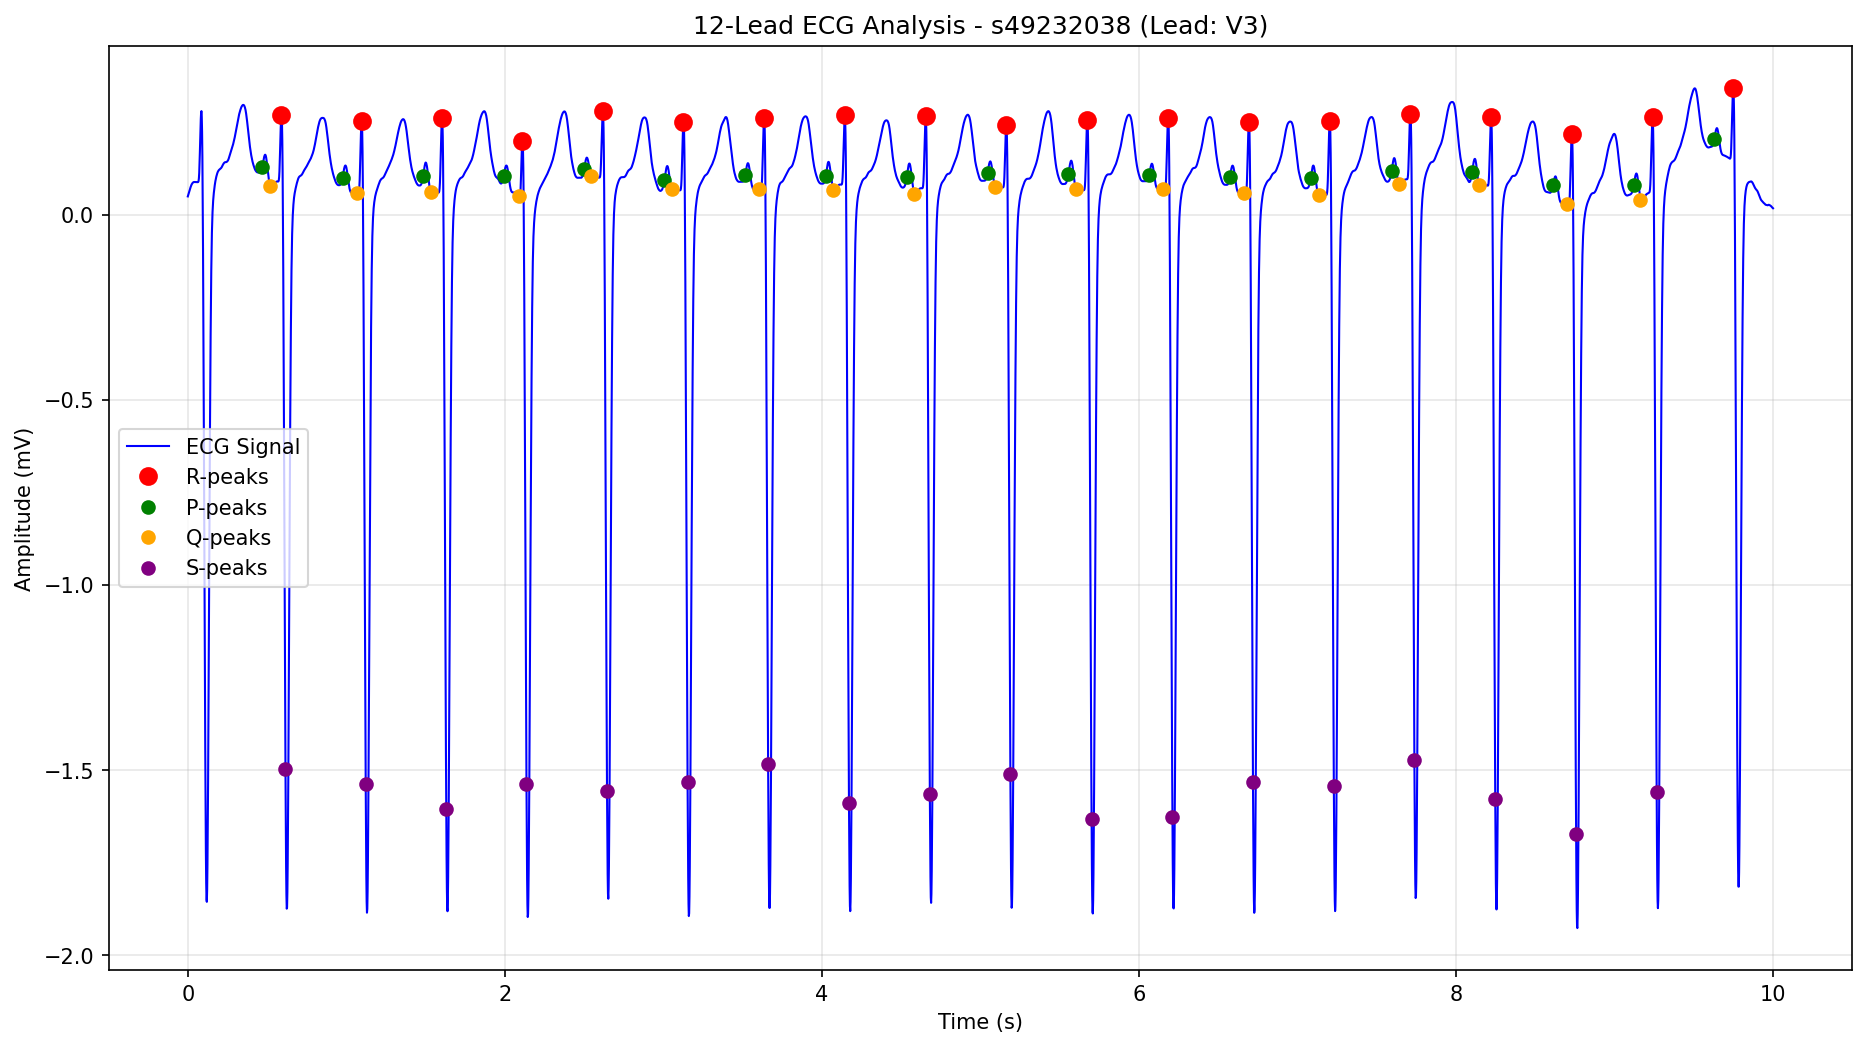 12-Lead ECG Analysis - s49232038 (Lead: V3)
Amplitude (mV)
0.0
−0.5
−1.0
−1.5
−2.0
ECG Signal
R-peaks
P-peaks
Q-peaks
S-peaks
0 2 4 6 8 10
Time (s)